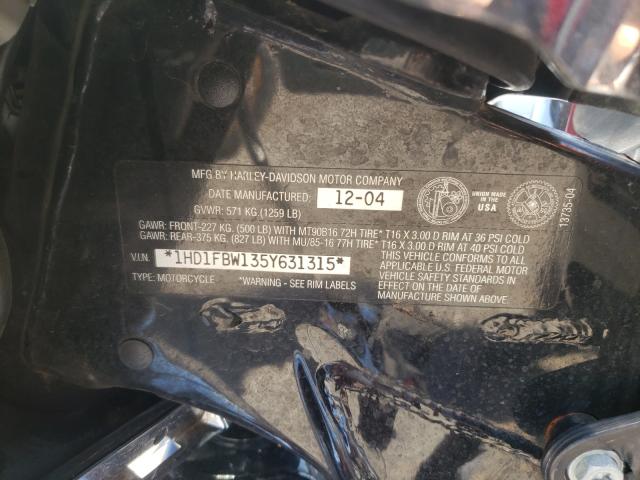 MFG BY HARLEY-DAVIDSON MOTOR COMPANY
DATE MANUFACTURED: 12-04
GVWR: 571 KG (1259 LB)
GAWR: FRONT-227 KG. (500 LB) WITH MT90B16 72H TIRE* T16 X 3.00 D RIM AT 36 PSI COLD
GAWR: REAR-375 KG. (827 LB) WITH MU/85-16 77H TIRE* T16 X 3.00 D RIM AT 40 PSI COLD
V.I.N. *1HD1FBW135Y631315*
TYPE: MOTORCYCLE *WARNING - SEE RIM LABELS
THIS VEHICLE CONFORMS TO ALL
APPLICABLE FEDERAL MOTOR
VEHICLE SAFETY STANDARDS IN
EFFECT ON THE DATE OF
MANUFACTURE SHOWN ABOVE.
UNION MADE
IN THE
USA
13735-04